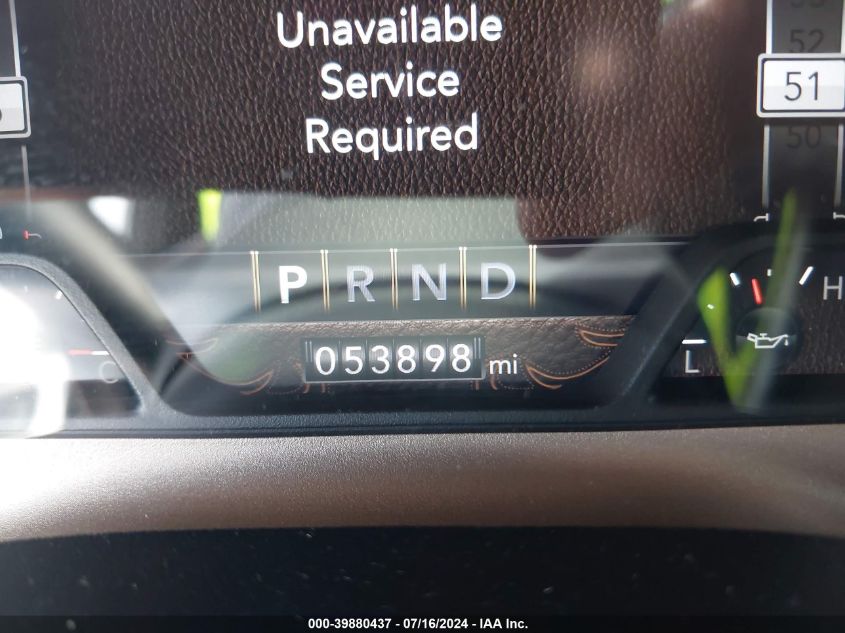 Unavailable
Service
Required
52
51
50
P R N D
H
053898 mi
L
C
000-39880437 - 07/16/2024 - IAA Inc.